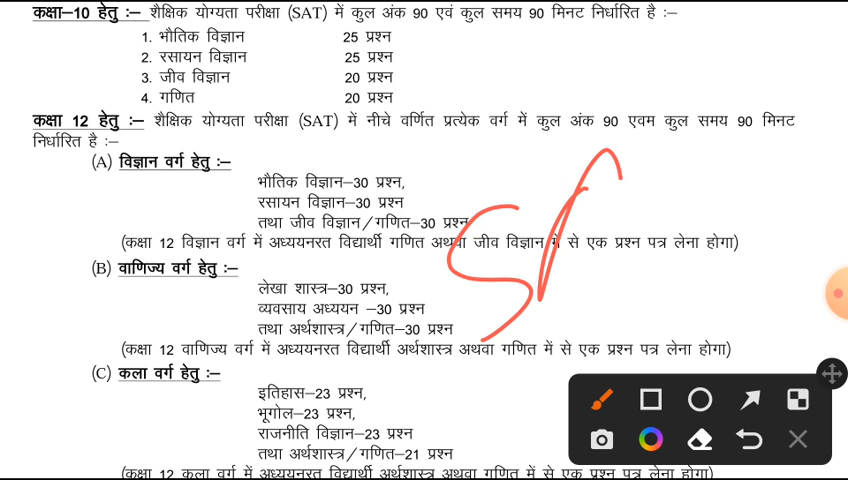 कक्षा–10 हेतु :– शैक्षिक योग्यता परीक्षा (SAT) में कुल अंक 90 एवं कुल समय 90 मिनट निर्धारित है :–
1. भौतिक विज्ञान 25 प्रश्न
2. रसायन विज्ञान 25 प्रश्न
3. जीव विज्ञान 20 प्रश्न
4. गणित 20 प्रश्न
कक्षा 12 हेतु :– शैक्षिक योग्यता परीक्षा (SAT) में नीचे वर्णित प्रत्येक वर्ग में कुल अंक 90 एवम कुल समय 90 मिनट
निर्धारित है :–
(A) विज्ञान वर्ग हेतु :–
भौतिक विज्ञान–30 प्रश्न,
रसायन विज्ञान–30 प्रश्न
तथा जीव विज्ञान/गणित–30 प्रश्न
(कक्षा 12 विज्ञान वर्ग में अध्ययनरत विद्यार्थी गणित अथवा जीव विज्ञान में से एक प्रश्न पत्र लेना होगा)
(B) वाणिज्य वर्ग हेतु :–
लेखा शास्त्र–30 प्रश्न,
व्यवसाय अध्ययन –30 प्रश्न
तथा अर्थशास्त्र/गणित–30 प्रश्न
(कक्षा 12 वाणिज्य वर्ग में अध्ययनरत विद्यार्थी अर्थशास्त्र अथवा गणित में से एक प्रश्न पत्र लेना होगा)
(C) कला वर्ग हेतु :–
इतिहास–23 प्रश्न,
भूगोल–23 प्रश्न,
राजनीति विज्ञान–23 प्रश्न
तथा अर्थशास्त्र/गणित–21 प्रश्न
(कक्षा 12 कला वर्ग में अध्ययनरत विद्यार्थी अर्थशास्त्र अथवा गणित में से एक प्रश्न पत्र लेना होगा)